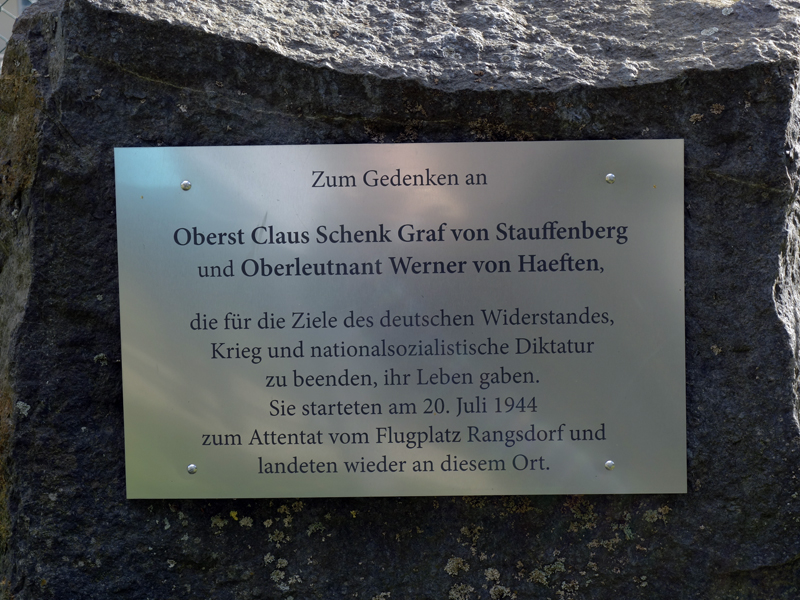 Zum Gedenken an
Oberst Claus Schenk Graf von Stauffenberg
und Oberleutnant Werner von Haeften,
die für die Ziele des deutschen Widerstandes,
Krieg und nationalsozialistische Diktatur
zu beenden, ihr Leben gaben.
Sie starteten am 20. Juli 1944
zum Attentat vom Flugplatz Rangsdorf und
landeten wieder an diesem Ort.